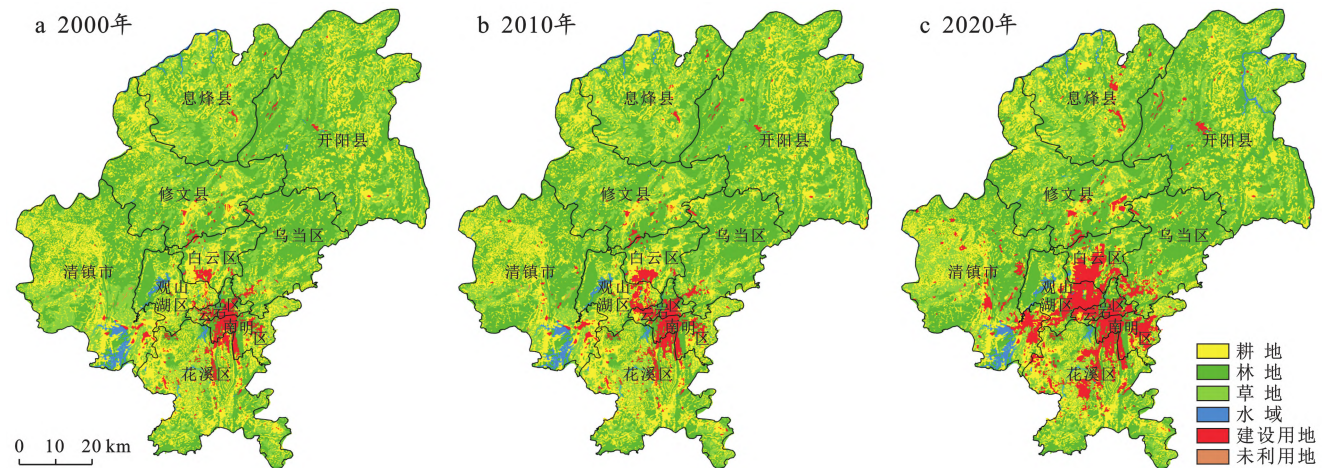 a 2000年
息烽县
开阳县
修文县
乌当区
白云区
清镇市
观山
湖区
南明
区
花溪区
0 10 20 km
b 2010年
息烽县
开阳县
修文县
乌当区
白云区
清镇市
观山
湖区
南明
区
花溪区
c 2020年
息烽县
开阳县
修文县
乌当区
白云区
清镇市
观山
湖区
南明
区
花溪区
耕地
林地
草地
水域
建设用地
未利用地